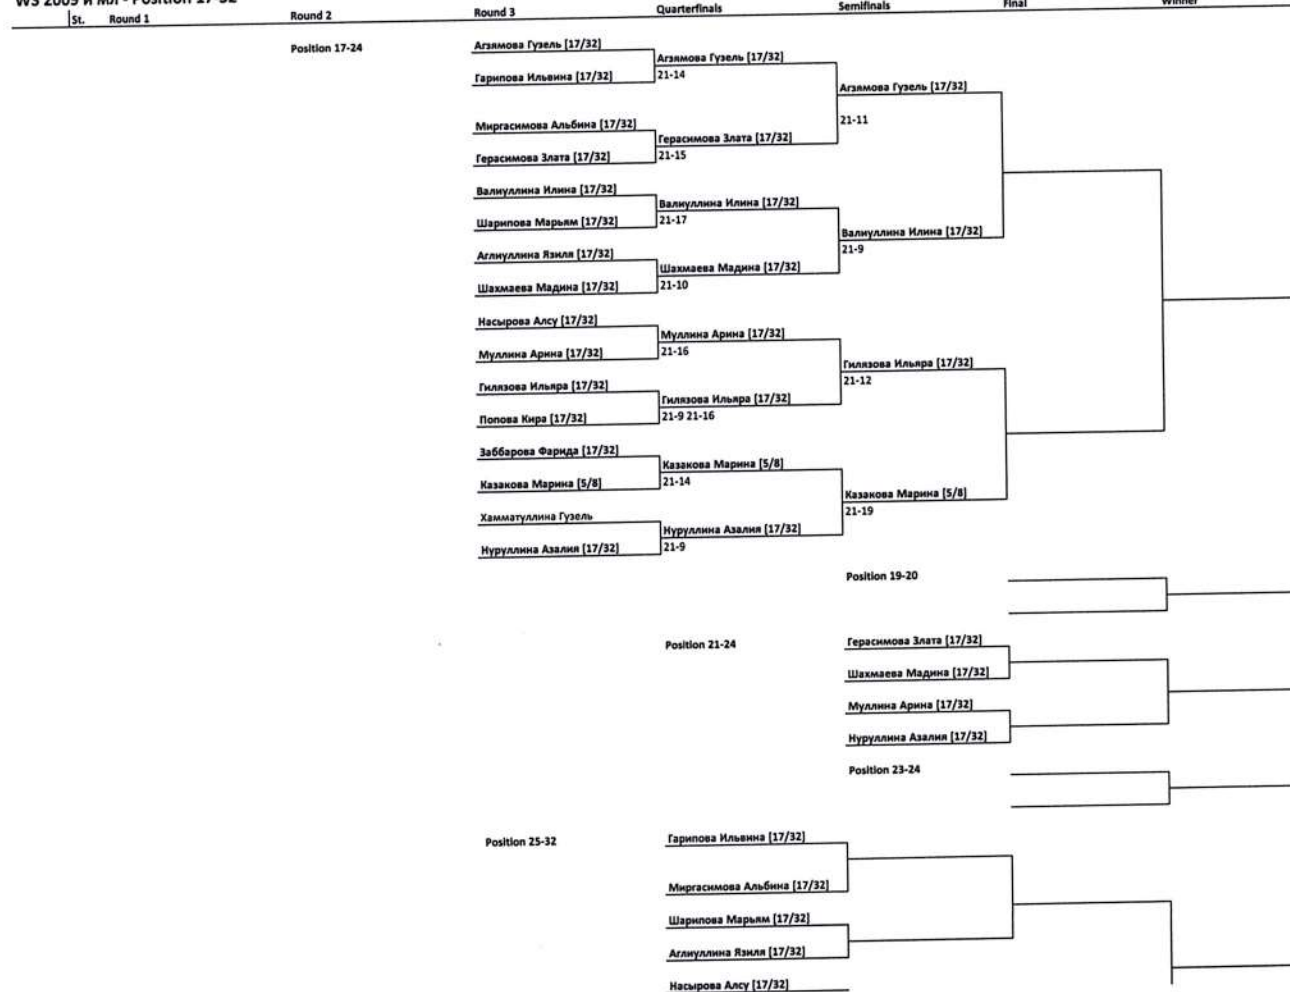 WS 2009 и мл - Position 17-32
St. Round 1 Round 2 Round 3 Quarterfinals Semifinals Final Winner
Position 17-24 Агзямова Гузель [17/32]
Агзямова Гузель [17/32]
Гарипова Ильвина [17/32] 21-14
Агзямова Гузель [17/32]
21-11
Миргасимова Альбина [17/32]
Герасимова Злата [17/32]
Герасимова Злата [17/32] 21-15
Валиуллина Илина [17/32]
Валиуллина Илина [17/32]
Шарипова Марьям [17/32] 21-17
Валиуллина Илина [17/32]
21-9
Аглиуллина Язиля [17/32]
Шахмаева Мадина [17/32]
Шахмаева Мадина [17/32] 21-10
Насырова Алсу [17/32]
Муллина Арина [17/32]
Муллина Арина [17/32] 21-16
Гилязова Ильяра [17/32]
21-12
Гилязова Ильяра [17/32]
Гилязова Ильяра [17/32]
Попова Кира [17/32] 21-9 21-16
Заббарова Фарида [17/32]
Казакова Марина [5/8]
Казакова Марина [5/8] 21-14
Казакова Марина [5/8]
21-19
Хамматуллина Гузель
Нуруллина Азалия [17/32]
Нуруллина Азалия [17/32] 21-9
Position 19-20
Position 21-24 Герасимова Злата [17/32]
Шахмаева Мадина [17/32]
Муллина Арина [17/32]
Нуруллина Азалия [17/32]
Position 23-24
Position 25-32 Гарипова Ильвина [17/32]
Миргасимова Альбина [17/32]
Шарипова Марьям [17/32]
Аглиуллина Язиля [17/32]
Насырова Алсу [17/32]